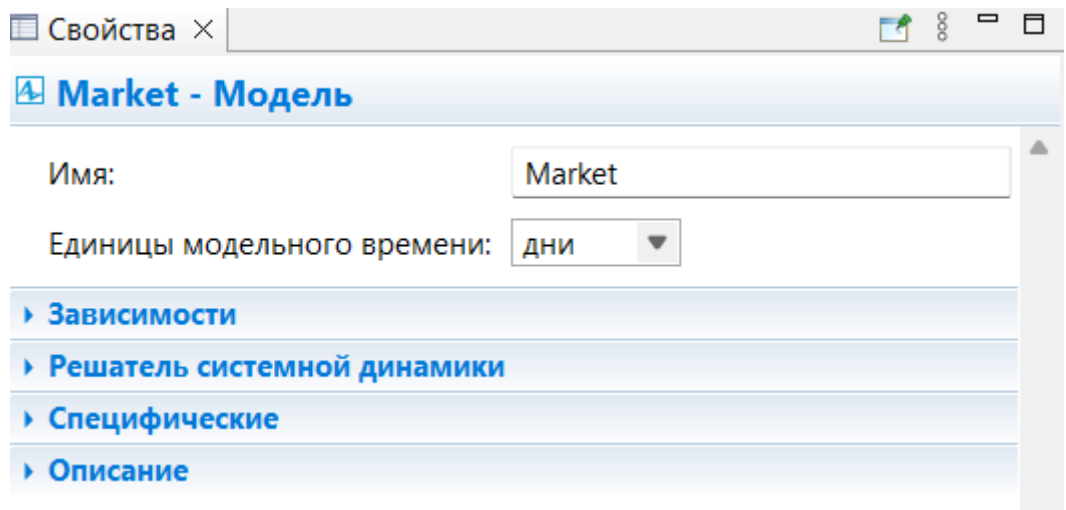 Свойства
Market - Модель
Имя: Market
Единицы модельного времени: дни
Зависимости
Решатель системной динамики
Специфические
Описание